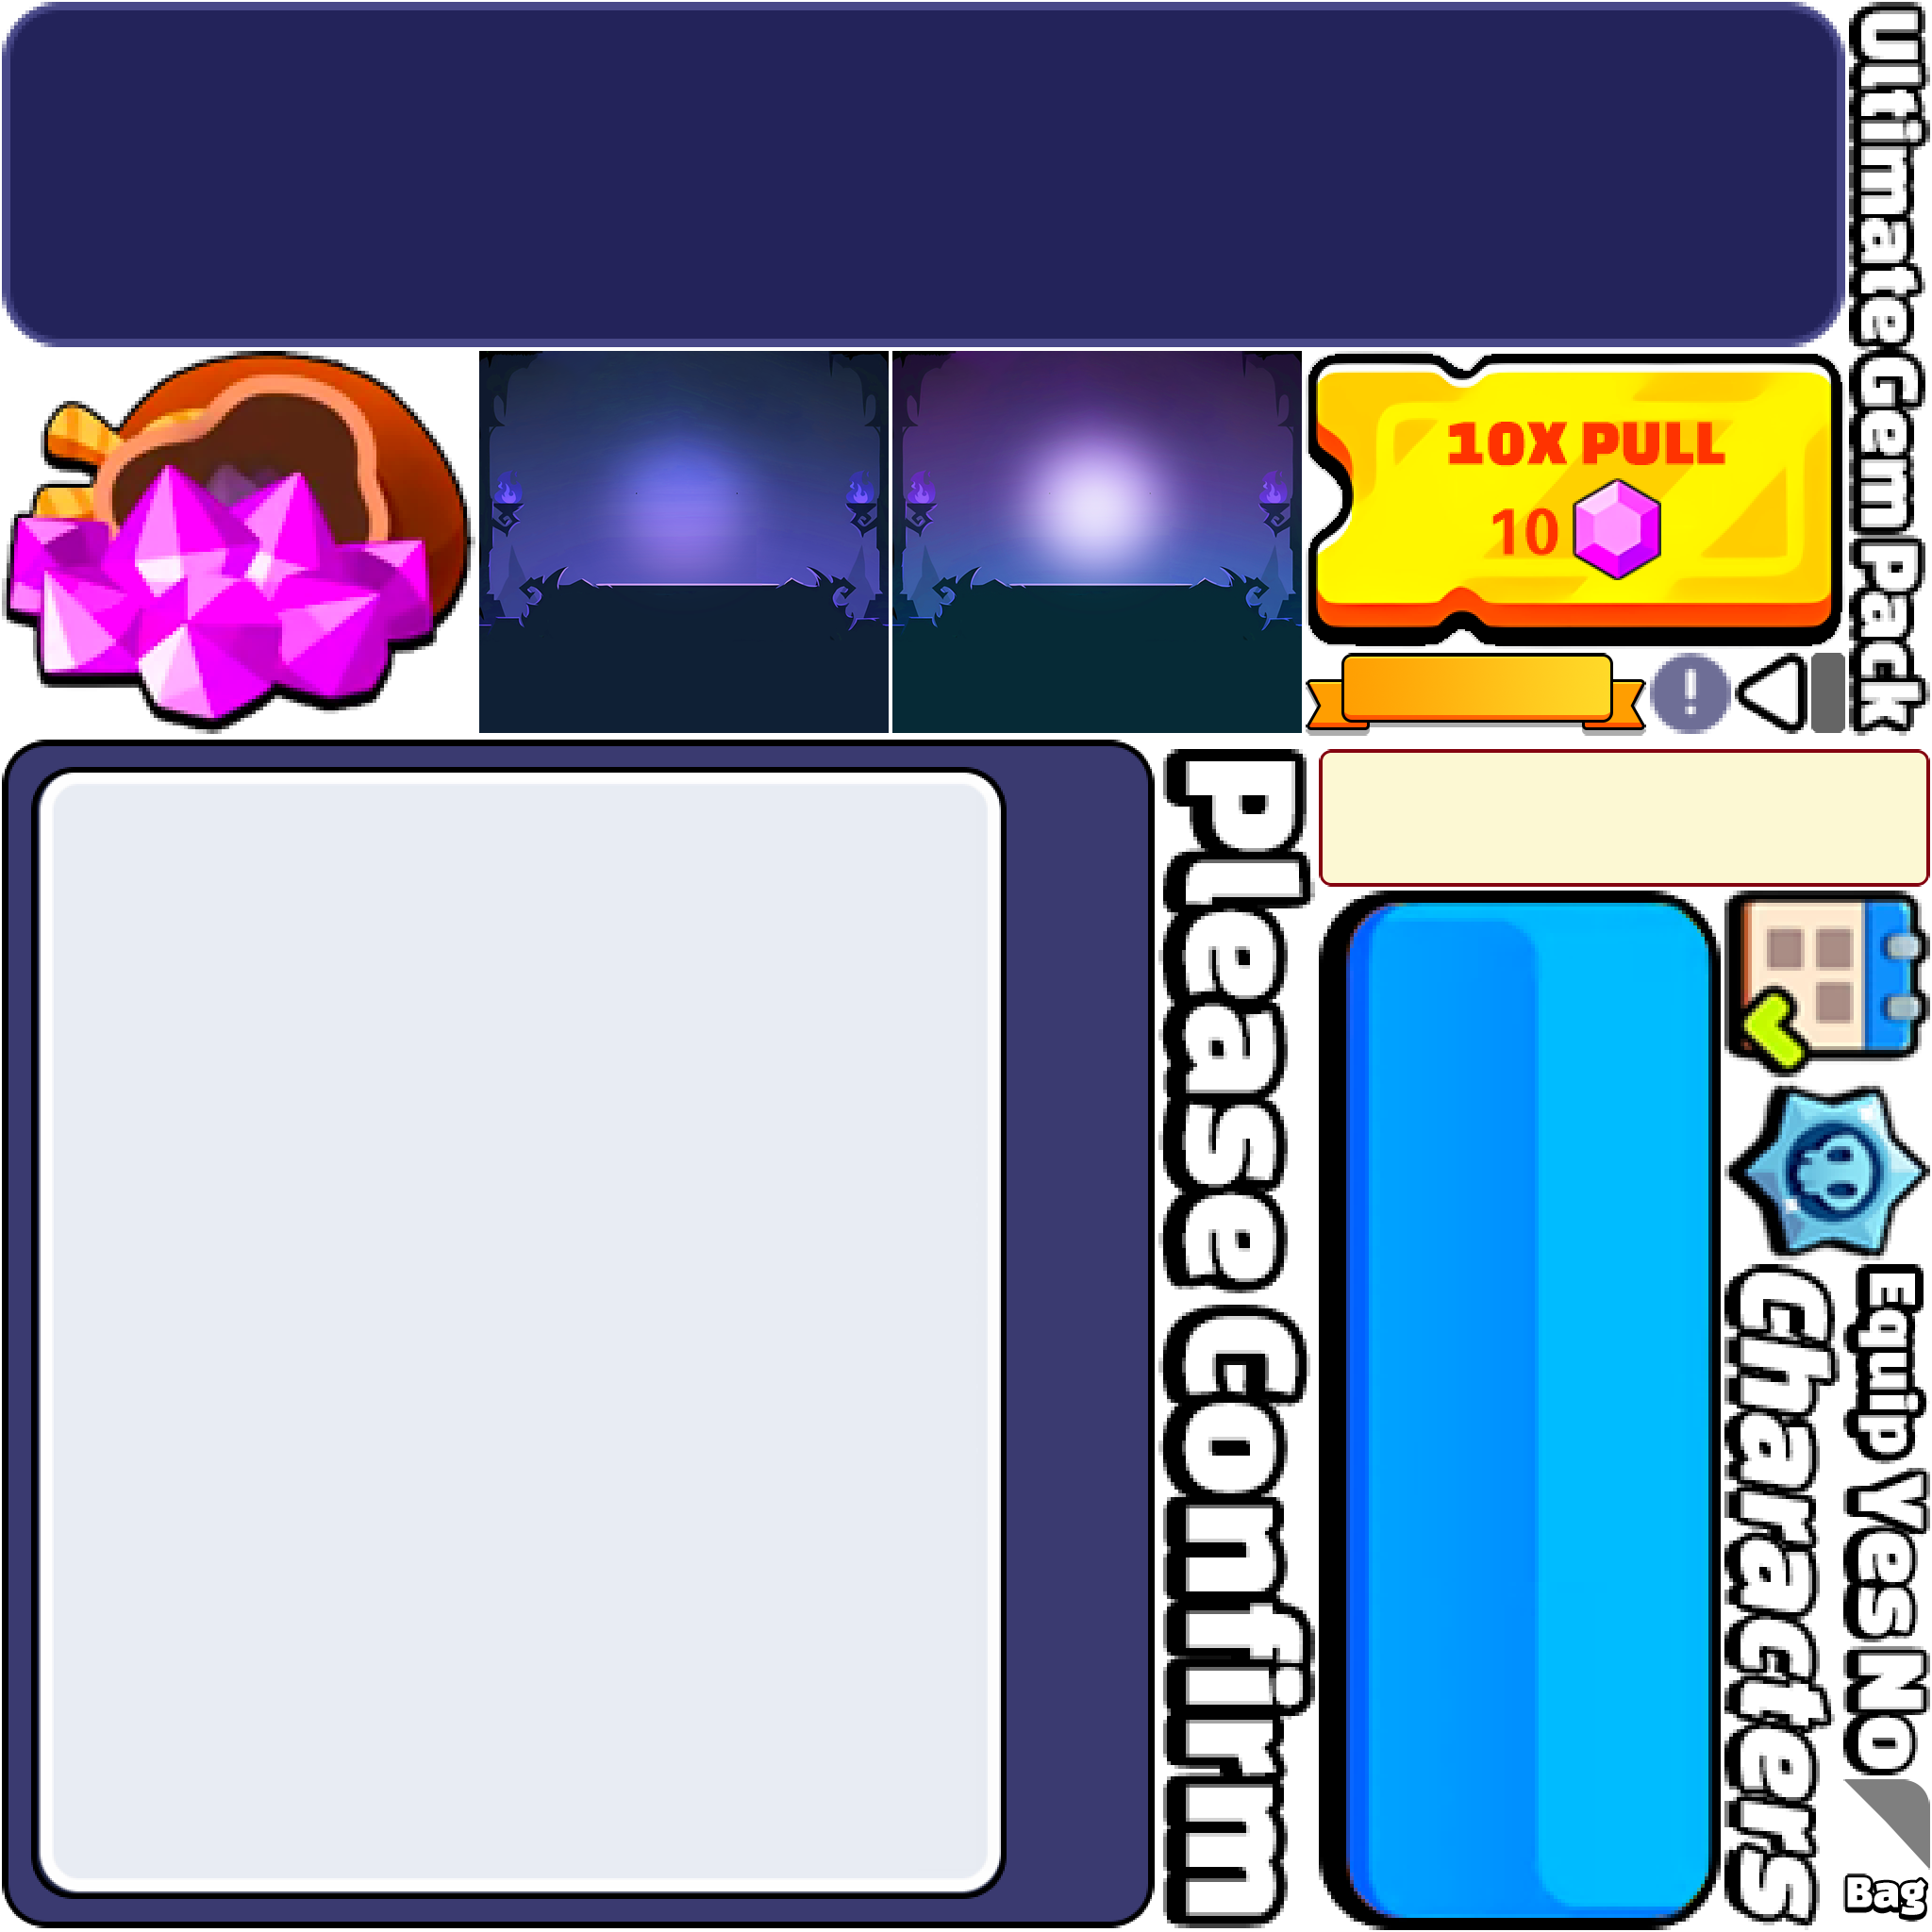 Ultimate Gem Pack
10X PULL
10
!
Please Confirm
Characters
Equip
Yes
No
Bag